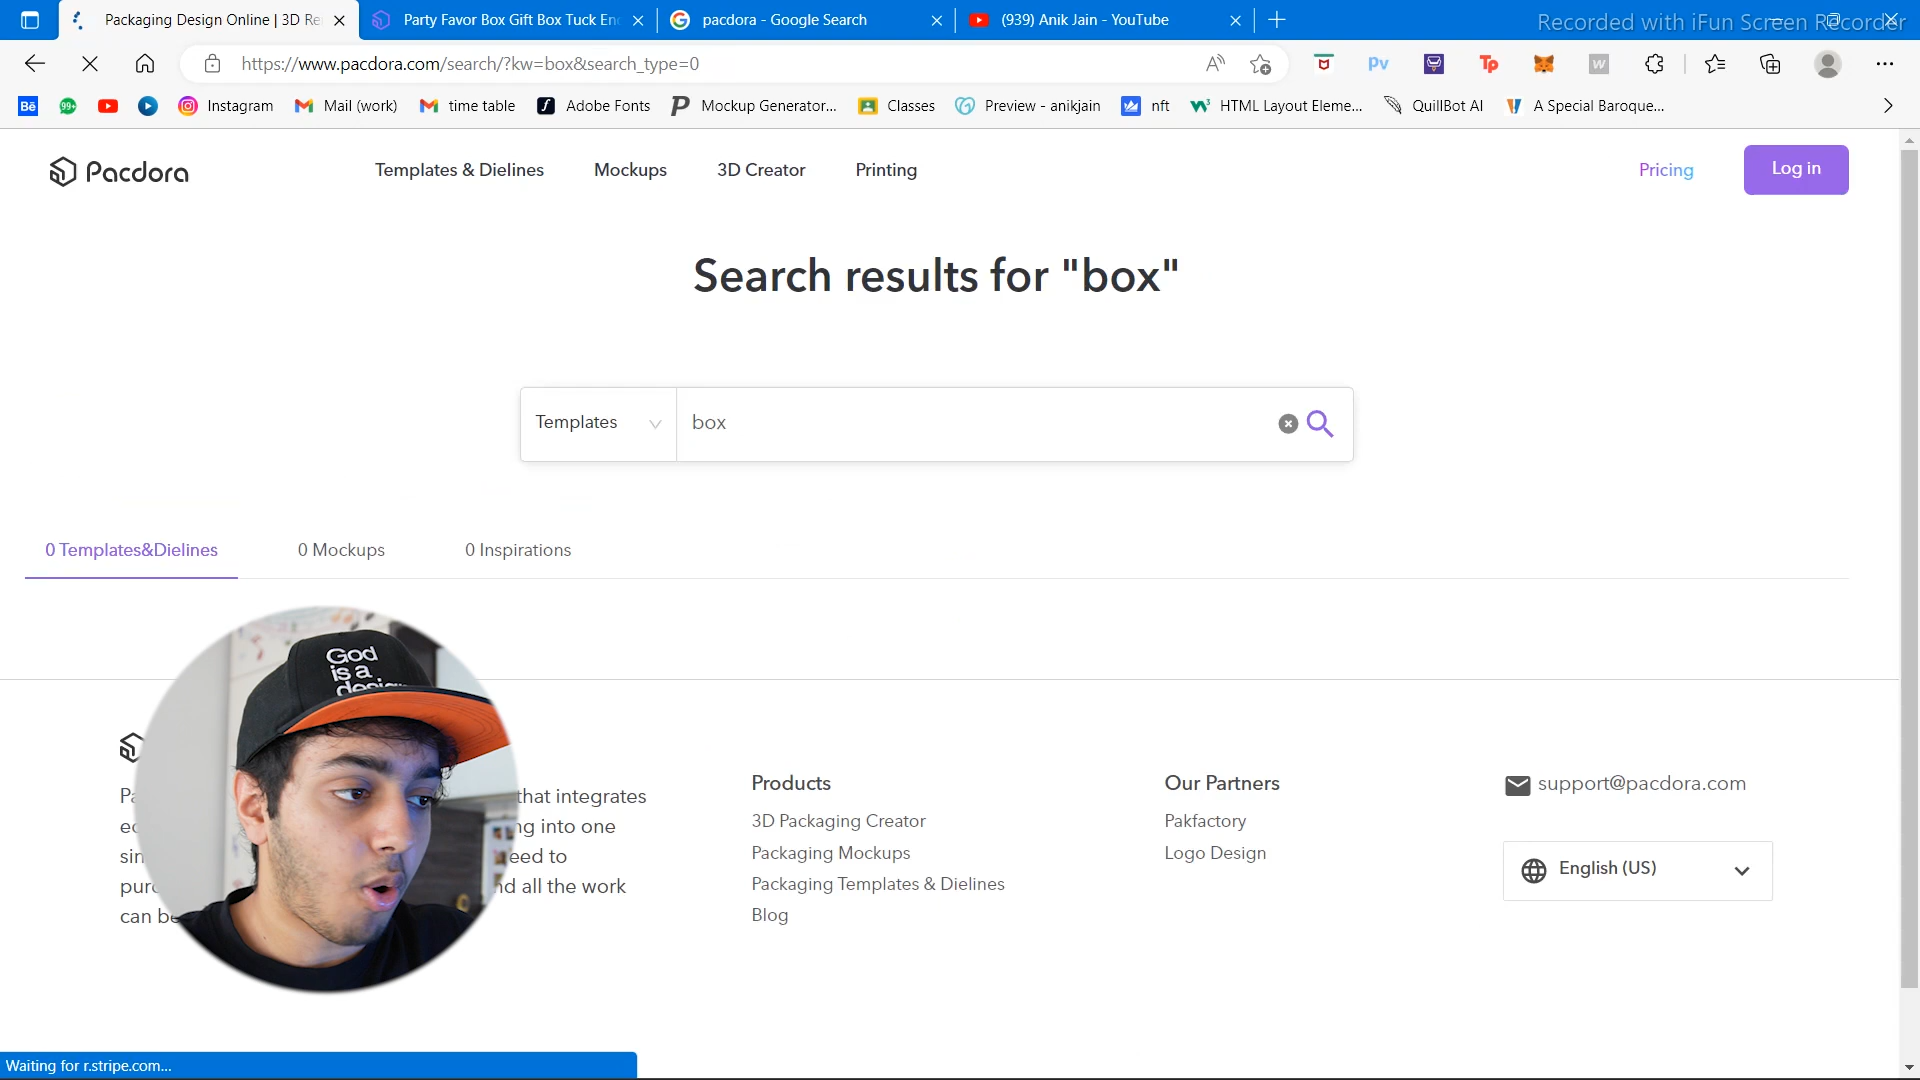 Packaging Design Online | 3D Re
Party Favor Box Gift Box Tuck En
pacdora - Google Search
(939) Anik Jain - YouTube
Recorded with iFun Screen Recorder
https://www.pacdora.com/search/?kw=box&search_type=0
Bē
99+
Instagram
Mail (work)
time table
Adobe Fonts
Mockup Generator...
Classes
Preview - anikjain
nft
HTML Layout Eleme...
QuillBot AI
A Special Baroque...
Pacdora
Templates & Dielines
Mockups
3D Creator
Printing
Pricing
Log in
Search results for "box"
Templates
box
0 Templates&Dielines
0 Mockups
0 Inspirations
God
is a
that integrates
into one
eed to
all the work
can be
Products
3D Packaging Creator
Packaging Mockups
Packaging Templates & Dielines
Blog
Our Partners
Pakfactory
Logo Design
support@pacdora.com
English (US)
Waiting for r.stripe.com...